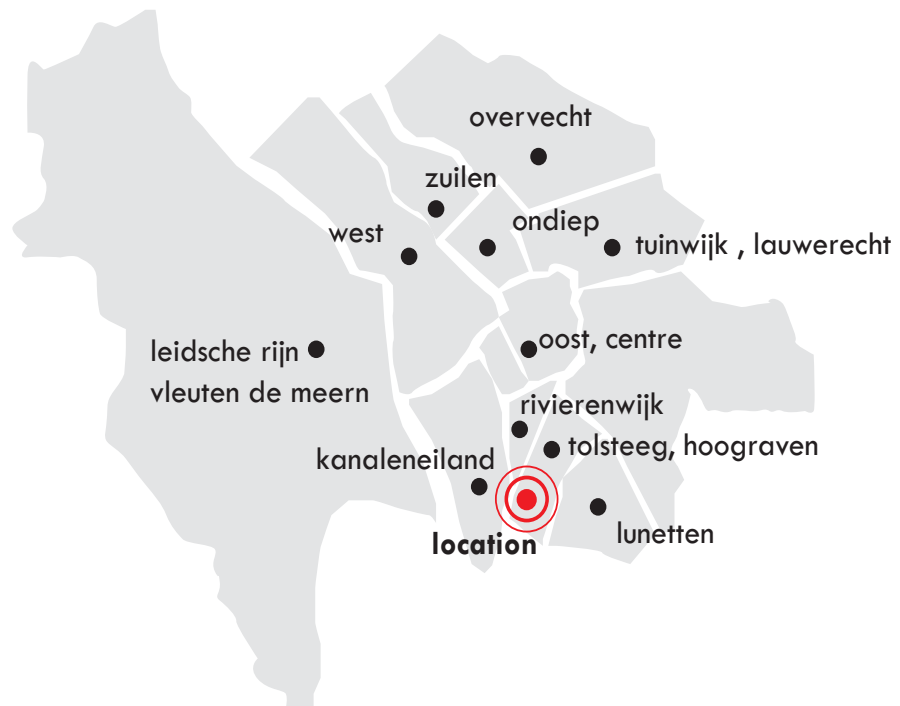 overvecht
zuilen
ondiep
west
tuinwijk , lauwerecht
oost, centre
leidsche rijn
vleuten de meern
rivierenwijk
tolsteeg, hoograven
kanaleneiland
lunetten
location